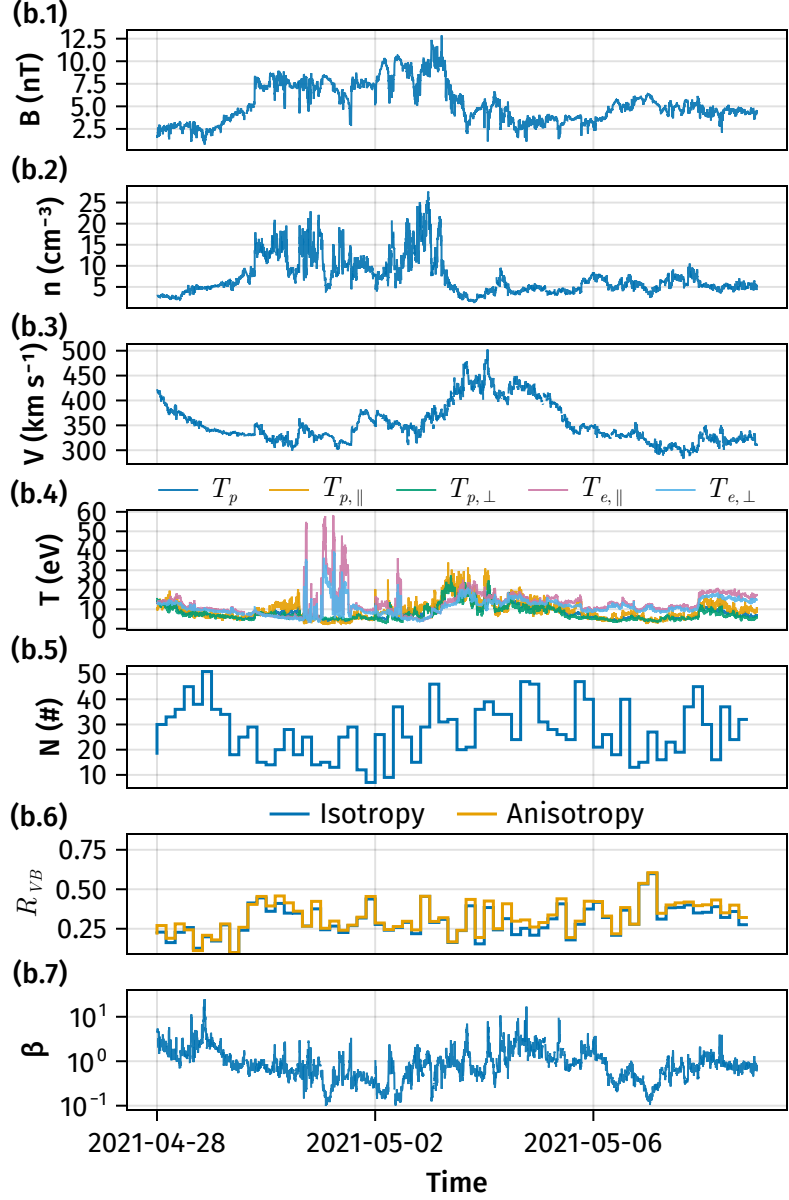 (b.1)
B (nT)
12.5
10.0
7.5
5.0
2.5
(b.2)
n (cm⁻³)
25
20
15
10
5
(b.3)
V (km s⁻¹)
500
450
400
350
300
(b.4)
T_p T_{p,∥} T_{p,⊥} T_{e,∥} T_{e,⊥}
T (eV)
60
50
40
30
20
10
0
(b.5)
N (#)
50
40
30
20
10
(b.6)
Isotropy Anisotropy
R_{VB}
0.75
0.50
0.25
(b.7)
β
10¹
10⁰
10⁻¹
2021-04-28 2021-05-02 2021-05-06
Time